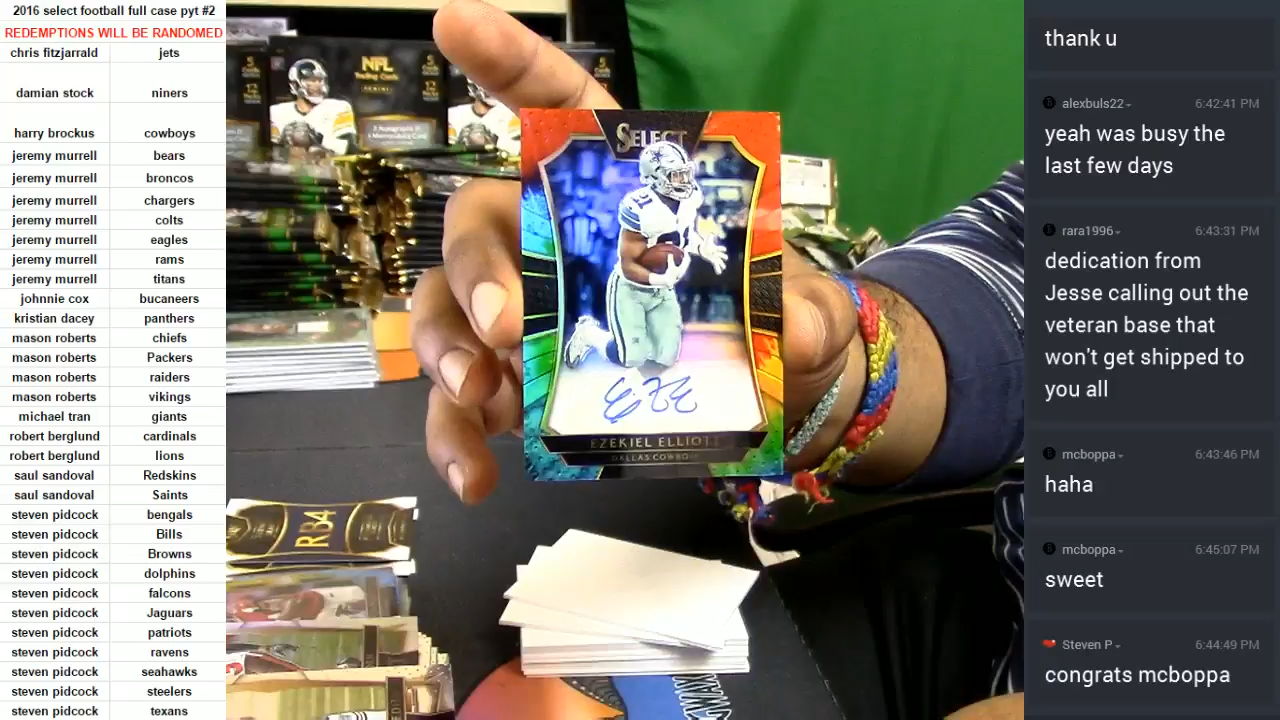 2016 select football full case pyt #2
REDEMPTIONS WILL BE RANDOMED
chris fitzjarrald jets
damian stock niners
harry brockus cowboys
jeremy murrell bears
jeremy murrell broncos
jeremy murrell chargers
jeremy murrell colts
jeremy murrell eagles
jeremy murrell rams
jeremy murrell titans
johnnie cox bucaneers
kristian dacey panthers
mason roberts chiefs
mason roberts Packers
mason roberts raiders
mason roberts vikings
michael tran giants
robert berglund cardinals
robert berglund lions
saul sandoval Redskins
saul sandoval Saints
steven pidcock bengals
steven pidcock Bills
steven pidcock Browns
steven pidcock dolphins
steven pidcock falcons
steven pidcock Jaguars
steven pidcock patriots
steven pidcock ravens
steven pidcock seahawks
steven pidcock steelers
steven pidcock texans
NFL
Trading Cards
PANINI
SELECT
EZEKIEL ELLIOTT
DALLAS COWBOYS
RB4
thank u
alexbuls22 6:42:41 PM
yeah was busy the
last few days
rara1996 6:43:31 PM
dedication from
Jesse calling out the
veteran base that
won't get shipped to
you all
mcboppa 6:43:46 PM
haha
mcboppa 6:45:07 PM
sweet
Steven P 6:44:49 PM
congrats mcboppa